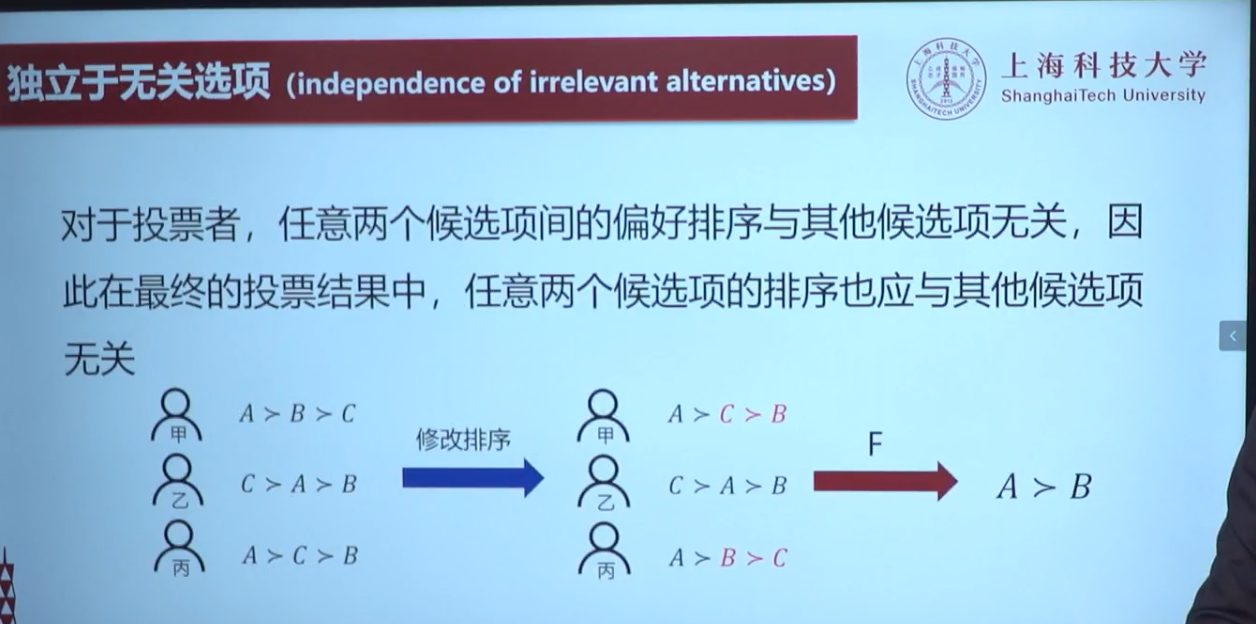 独立于无关选项 (independence of irrelevant alternatives)
上海科技大学
ShanghaiTech University
对于投票者，任意两个候选项间的偏好排序与其他候选项无关，因
此在最终的投票结果中，任意两个候选项的排序也应与其他候选项
无关
甲 A ≻ B ≻ C
乙 C ≻ A ≻ B
丙 A ≻ C ≻ B
修改排序
甲 A ≻ C ≻ B
乙 C ≻ A ≻ B
丙 A ≻ B ≻ C
F
A ≻ B